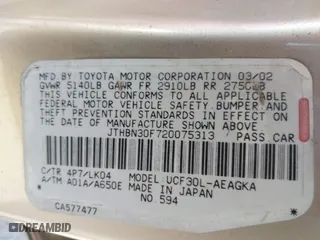 MFD BY TOYOTA MOTOR CORPORATION 03/02
GVWR 5140LB GAWR FR 2910LB RR 2750LB
THIS VEHICLE CONFORMS TO ALL APPLICABLE
FEDERAL MOTOR VEHICLE SAFETY, BUMPER AND
THEFT PREVENTION STANDARDS IN EFFECT ON
THE DATE OF MANUFACTURE SHOWN ABOVE.
JTHBN30F720075313 PASS CAR
C/TR 4P7/LK04 MODEL: UCF30L-AEAGKA
A/TM A01A/A650E MADE IN JAPAN
NO.594
CA577477